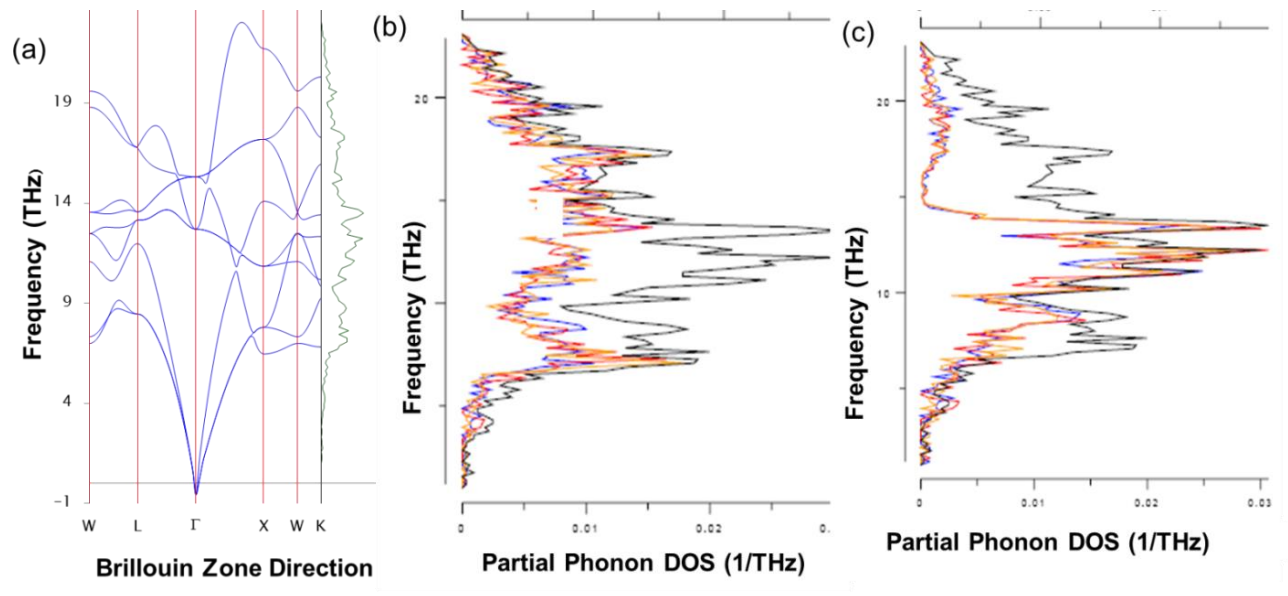 (a)
19
14
9
4
−1
Frequency (THz)
W L Γ X W K
Brillouin Zone Direction
(b)
20
Frequency (THz)
0 0.01 0.02 0.
Partial Phonon DOS (1/THz)
(c)
20
10
Frequency (THz)
0 0.01 0.02 0.03
Partial Phonon DOS (1/THz)